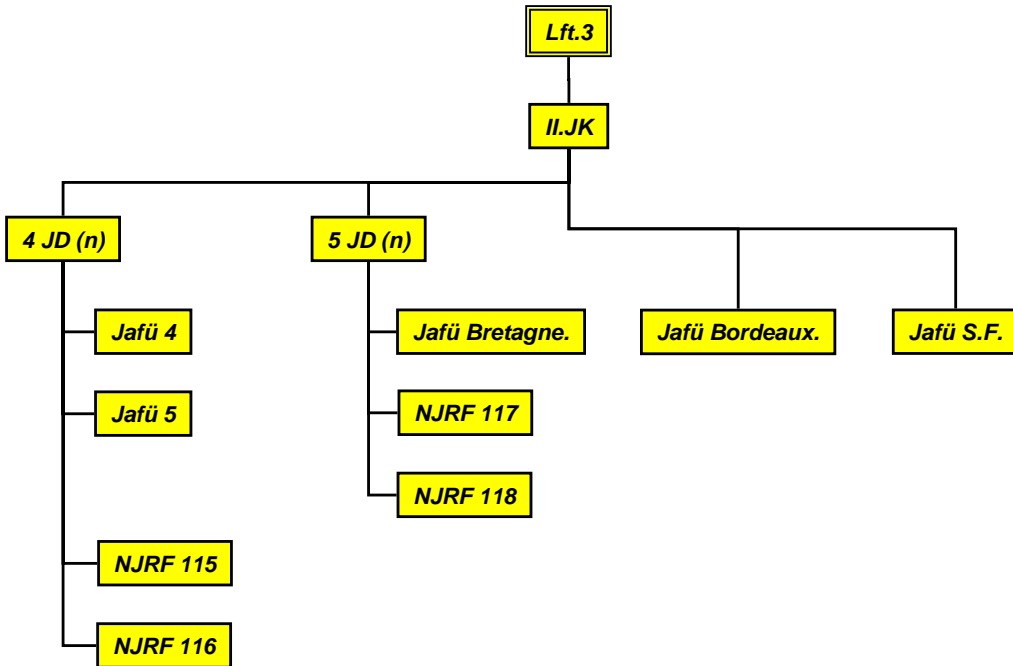 Lft.3
II.JK
4 JD (n)
5 JD (n)
Jafü 4
Jafü Bretagne.
Jafü Bordeaux.
Jafü S.F.
Jafü 5
NJRF 117
NJRF 118
NJRF 115
NJRF 116